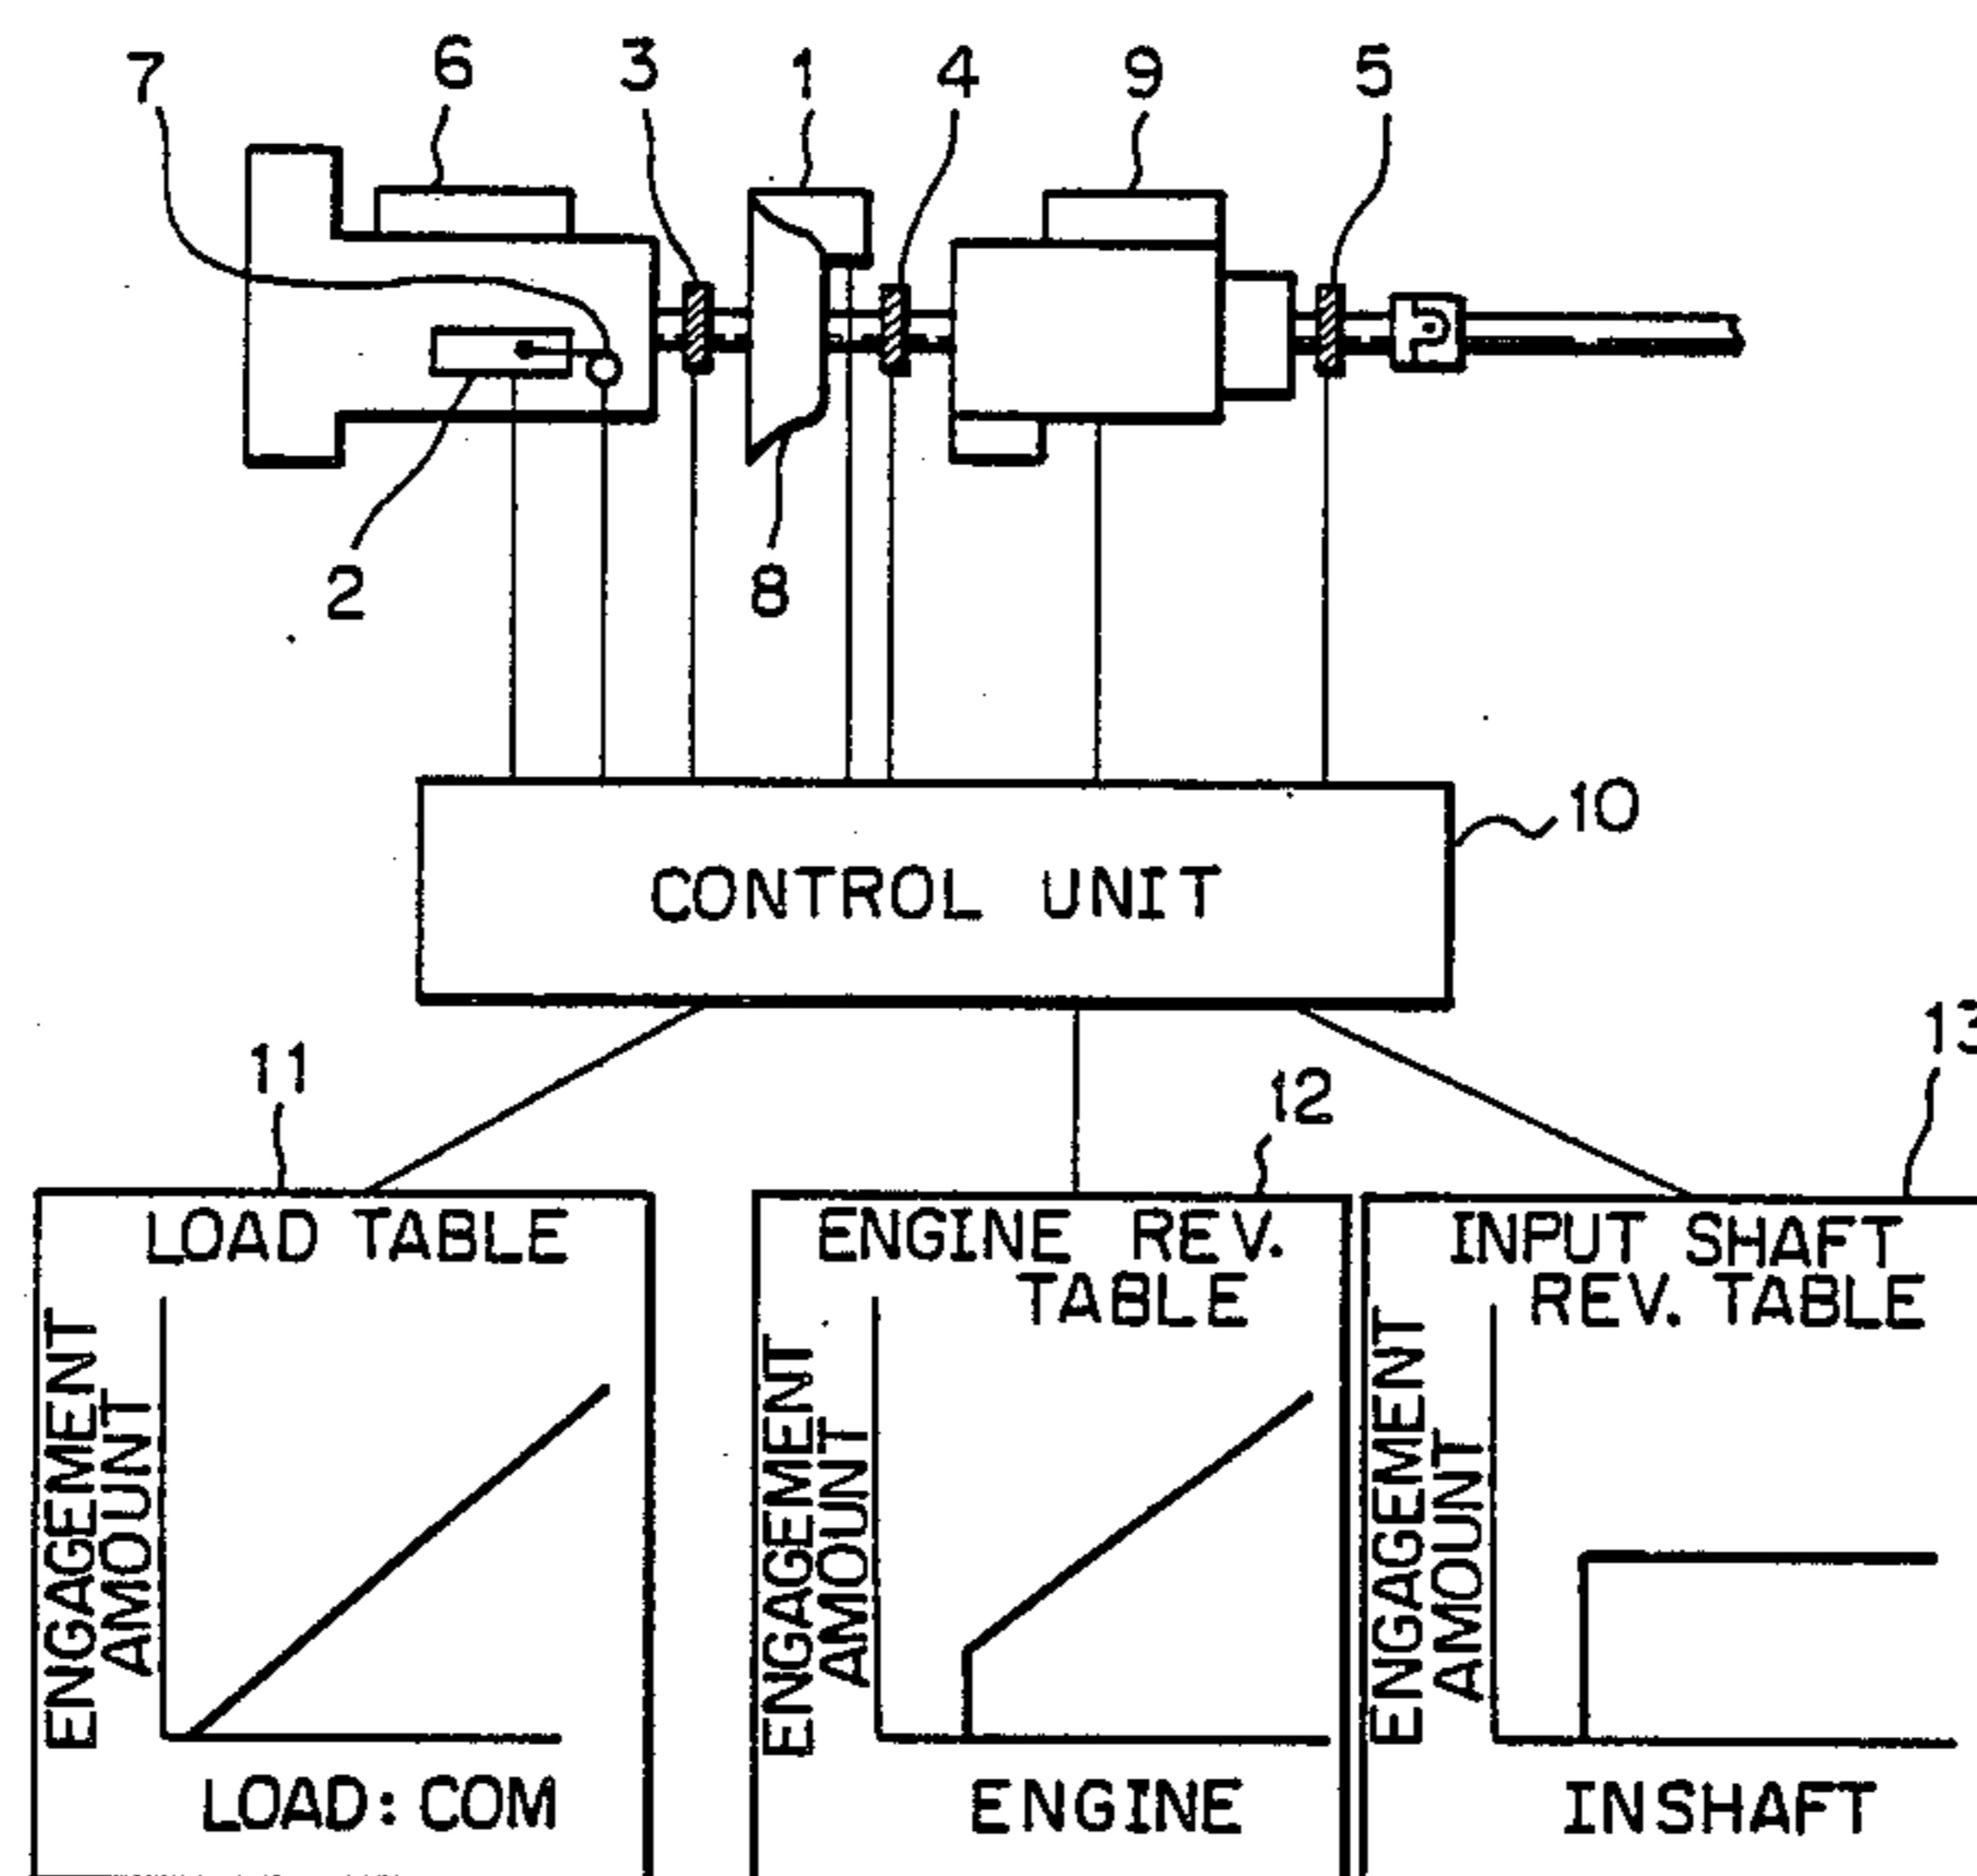 7 6 3 1 4 9 5
2 8
CONTROL UNIT
10
11
12
13
LOAD TABLE
ENGAGEMENT
AMOUNT
LOAD: COM
ENGINE REV.
TABLE
ENGAGEMENT
AMOUNT
ENGINE
INPUT SHAFT
REV. TABLE
ENGAGEMENT
AMOUNT
INSHAFT